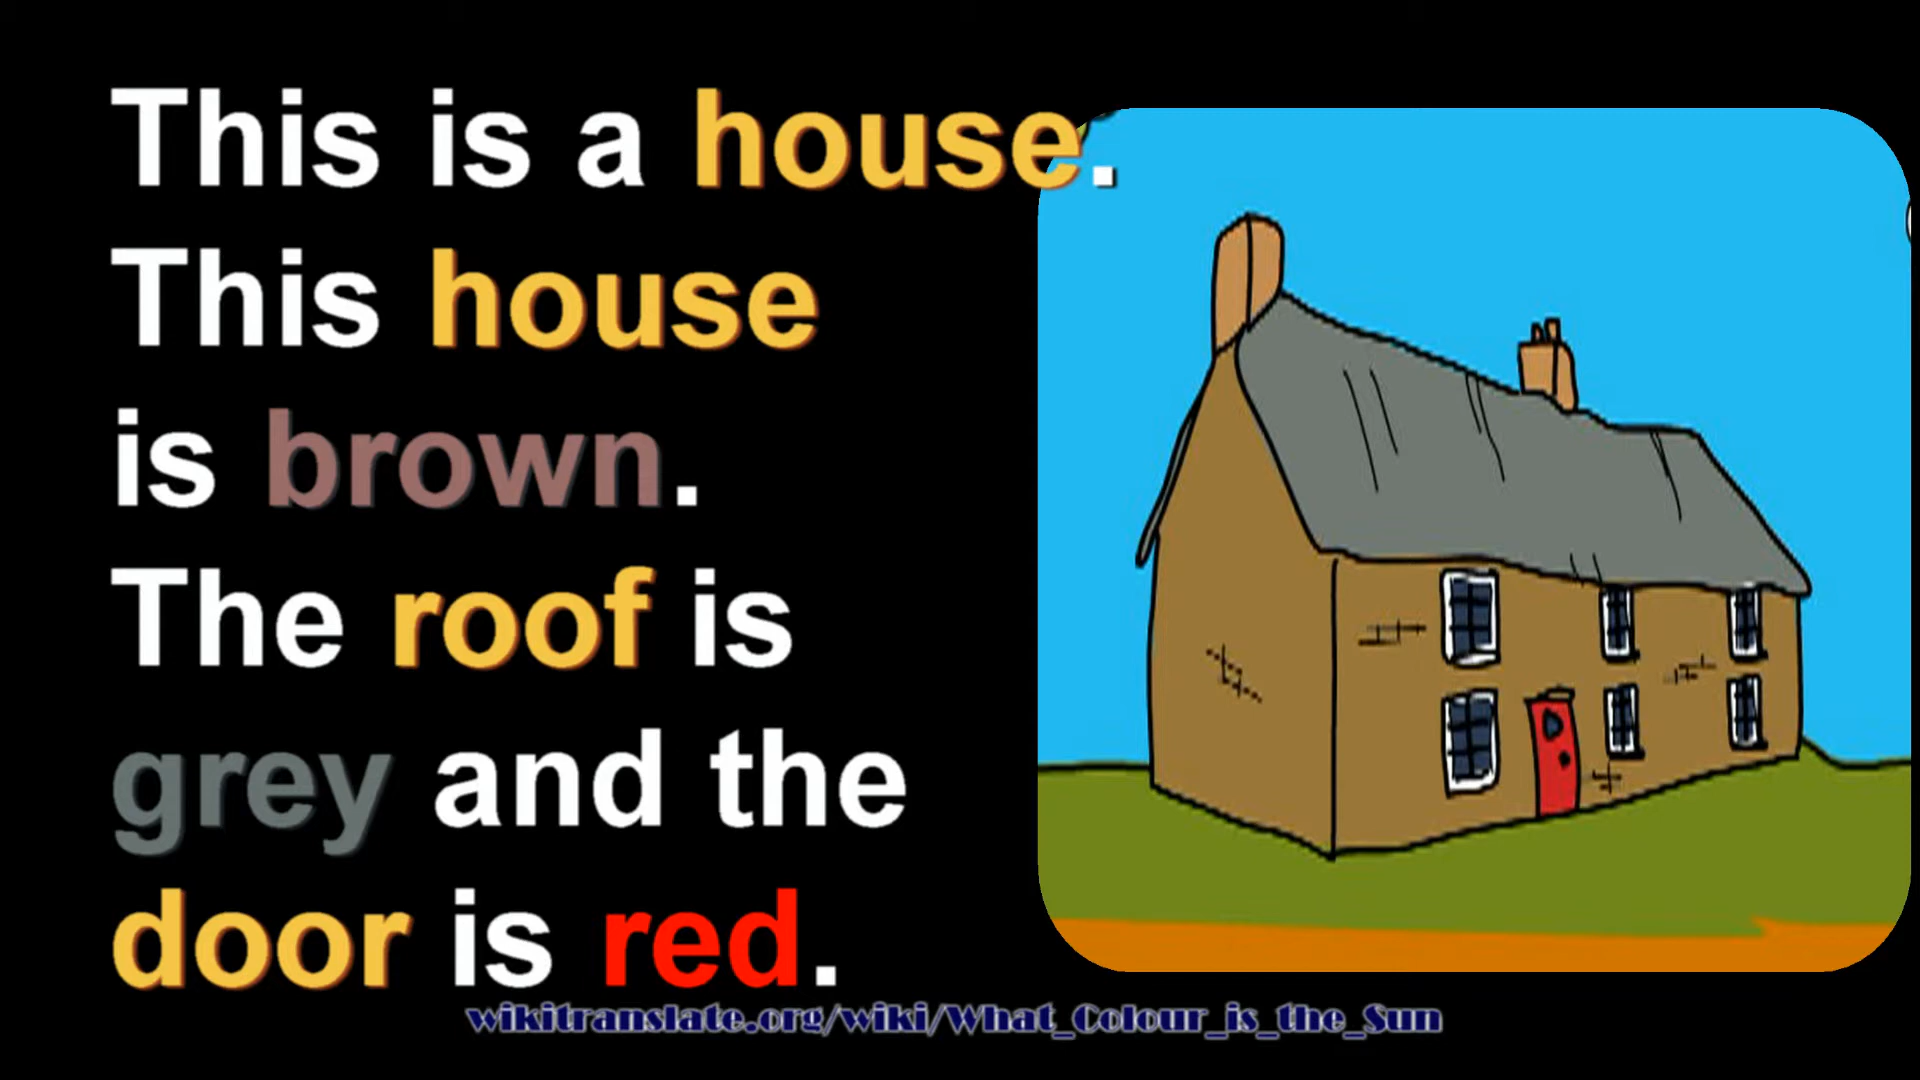 This is a house.
This house
is brown.
The roof is
grey and the
door is red.
wikitranslate.org/wiki/What_Colour_is_the_Sun